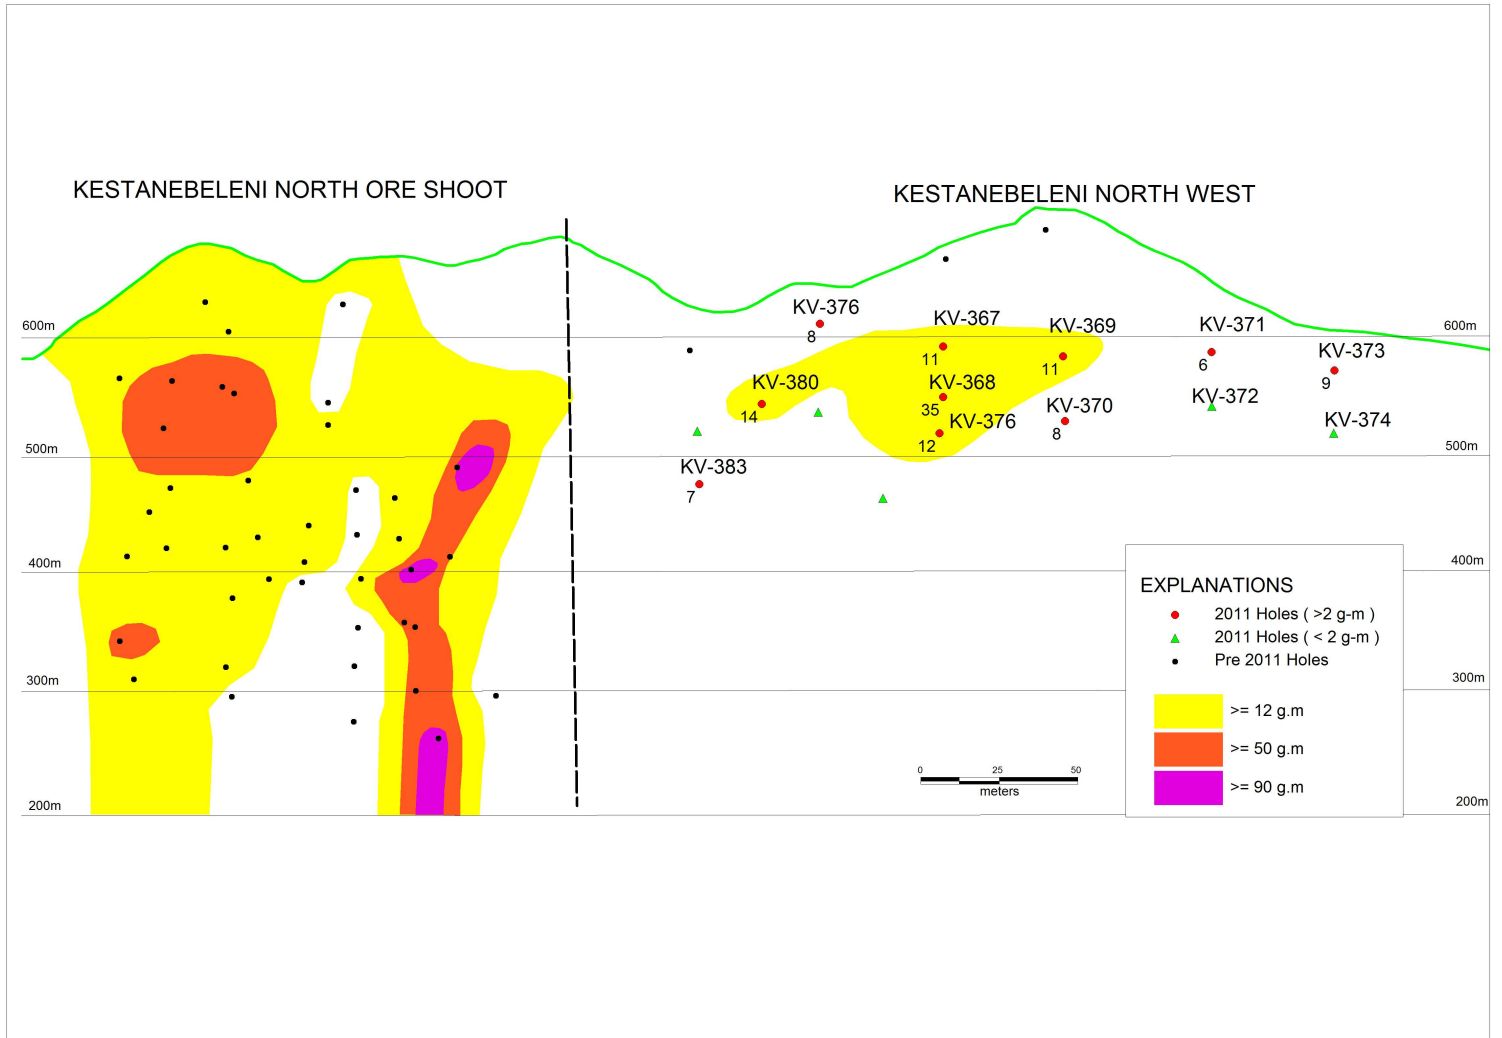 KESTANEBELENI NORTH ORE SHOOT
KESTANEBELENI NORTH WEST
KV-376
8
KV-367
11
KV-369
11
KV-371
6
KV-373
9
600m
600m
KV-380
14
KV-368
35
KV-376
12
KV-370
8
KV-372
KV-374
500m
500m
KV-383
7
400m
400m
EXPLANATIONS
2011 Holes ( >2 g-m )
2011 Holes ( < 2 g-m )
Pre 2011 Holes
300m
300m
>= 12 g.m
>= 50 g.m
>= 90 g.m
0 25 50
meters
200m
200m